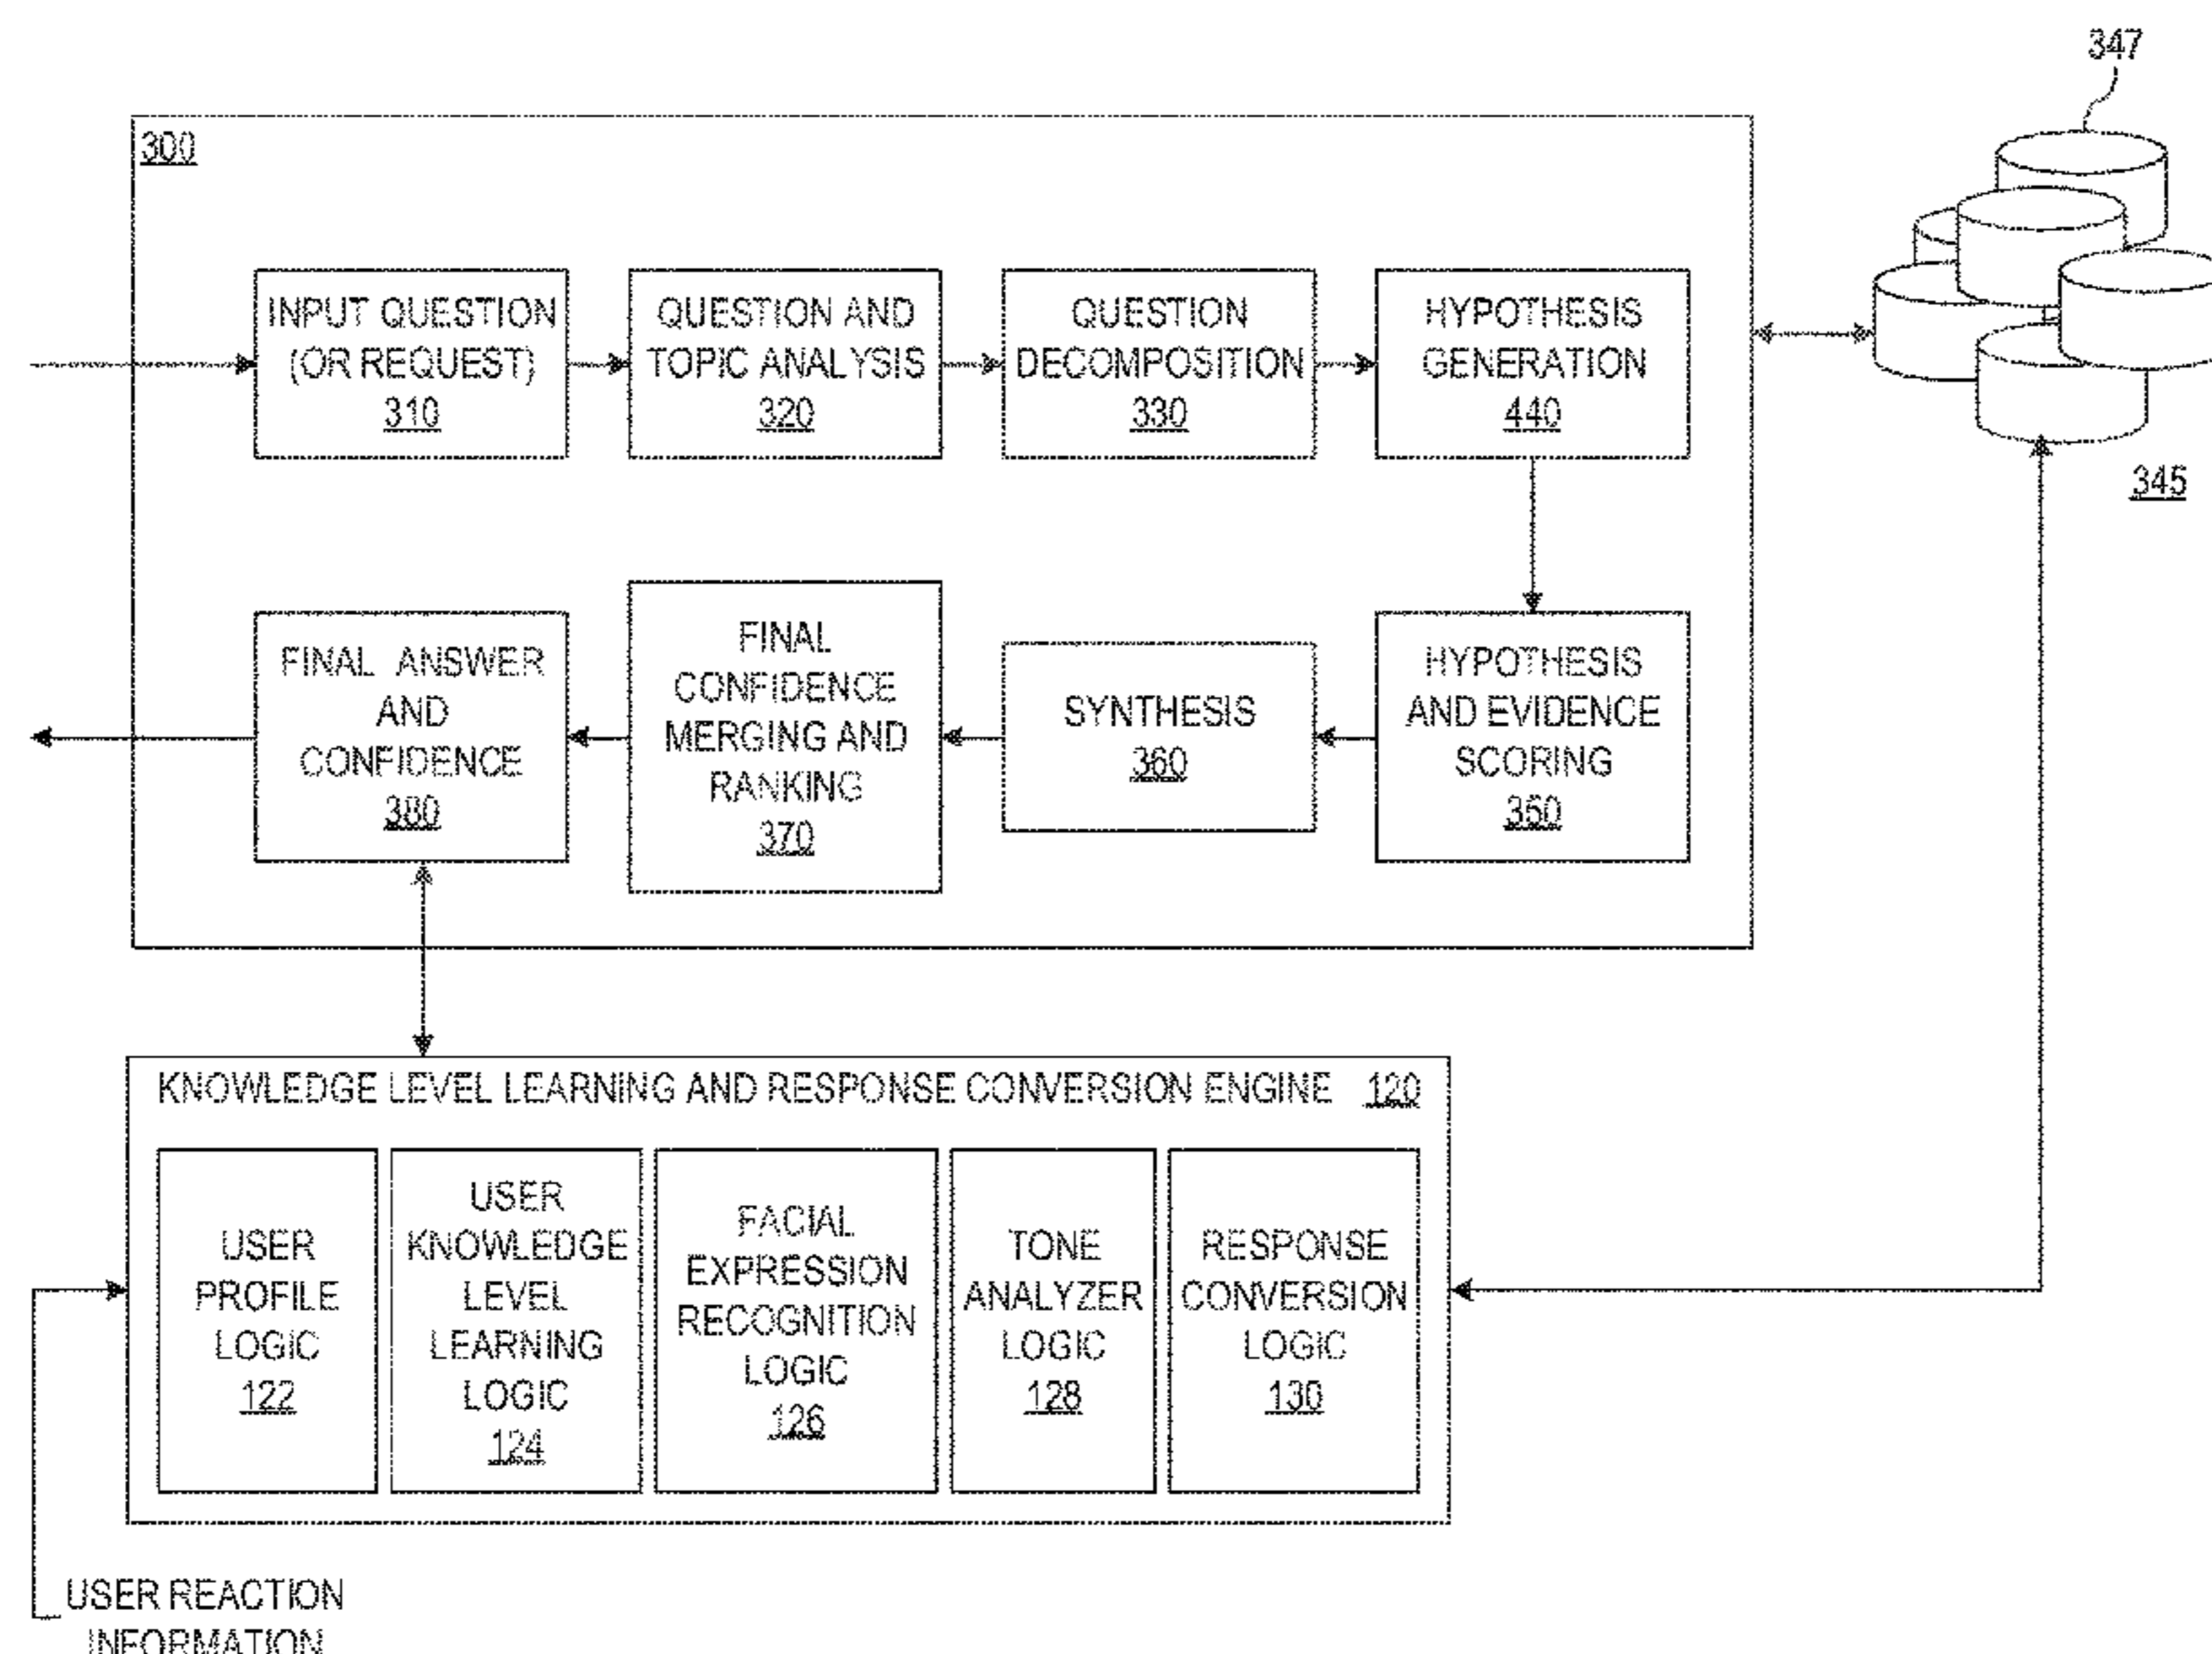 347
300
INPUT QUESTION
(OR REQUEST)
310
QUESTION AND
TOPIC ANALYSIS
320
QUESTION
DECOMPOSITION
330
HYPOTHESIS
GENERATION
440
345
FINAL ANSWER
AND
CONFIDENCE
380
FINAL
CONFIDENCE
MERGING AND
RANKING
370
SYNTHESIS
360
HYPOTHESIS
AND EVIDENCE
SCORING
350
KNOWLEDGE LEVEL LEARNING AND RESPONSE CONVERSION ENGINE 120
USER
PROFILE
LOGIC
122
USER
KNOWLEDGE
LEVEL
LEARNING
LOGIC
124
FACIAL
EXPRESSION
RECOGNITION
LOGIC
126
TONE
ANALYZER
LOGIC
128
RESPONSE
CONVERSION
LOGIC
130
USER REACTION
INFORMATION